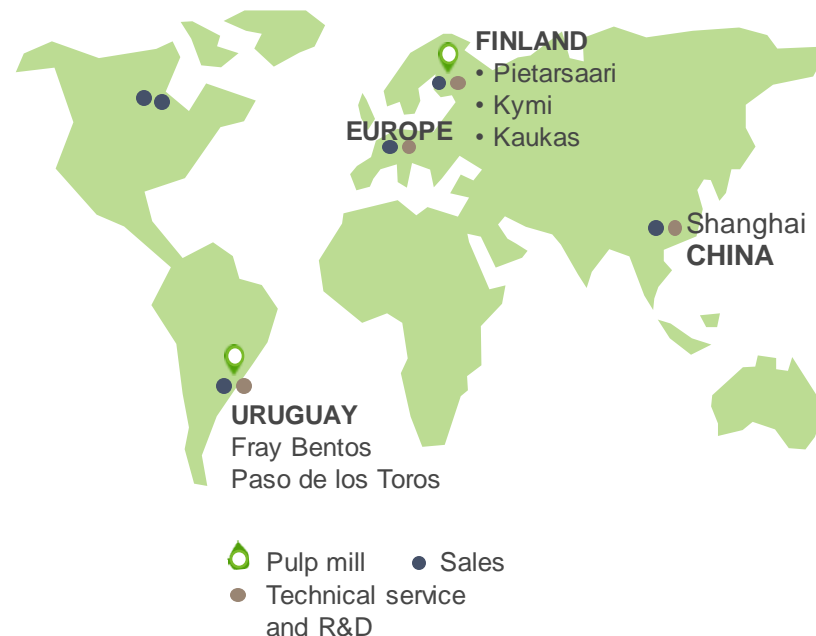 FINLAND
• Pietarsaari
• Kymi
• Kaukas
EUROPE
Shanghai
CHINA
URUGUAY
Fray Bentos
Paso de los Toros
Pulp mill
Sales
Technical service
and R&D